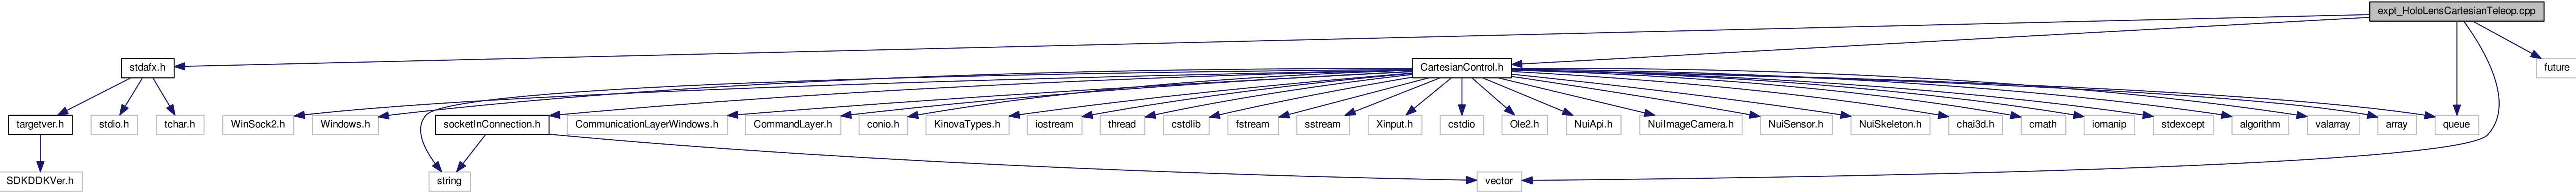 expt_HoloLensCartesianTeleop.cpp
stdafx.h
CartesianControl.h
future
targetver.h
stdio.h
tchar.h
WinSock2.h
Windows.h
socketInConnection.h
CommunicationLayerWindows.h
CommandLayer.h
conio.h
KinovaTypes.h
iostream
thread
cstdlib
fstream
sstream
Xinput.h
cstdio
Ole2.h
NuiApi.h
NuiImageCamera.h
NuiSensor.h
NuiSkeleton.h
chai3d.h
cmath
iomanip
stdexcept
algorithm
valarray
array
queue
SDKDDKVer.h
string
vector